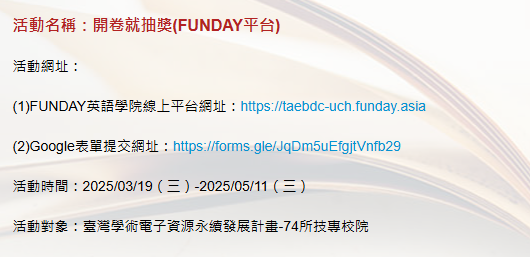 活動名稱：開卷就抽獎(FUNDAY平台)
活動網址：
(1)FUNDAY英語學院線上平台網址：https://taebdc-uch.funday.asia
(2)Google表單提交網址：https://forms.gle/JqDm5uEfgjtVnfb29
活動時間：2025/03/19（三）-2025/05/11（三）
活動對象：臺灣學術電子資源永續發展計畫-74所技專校院